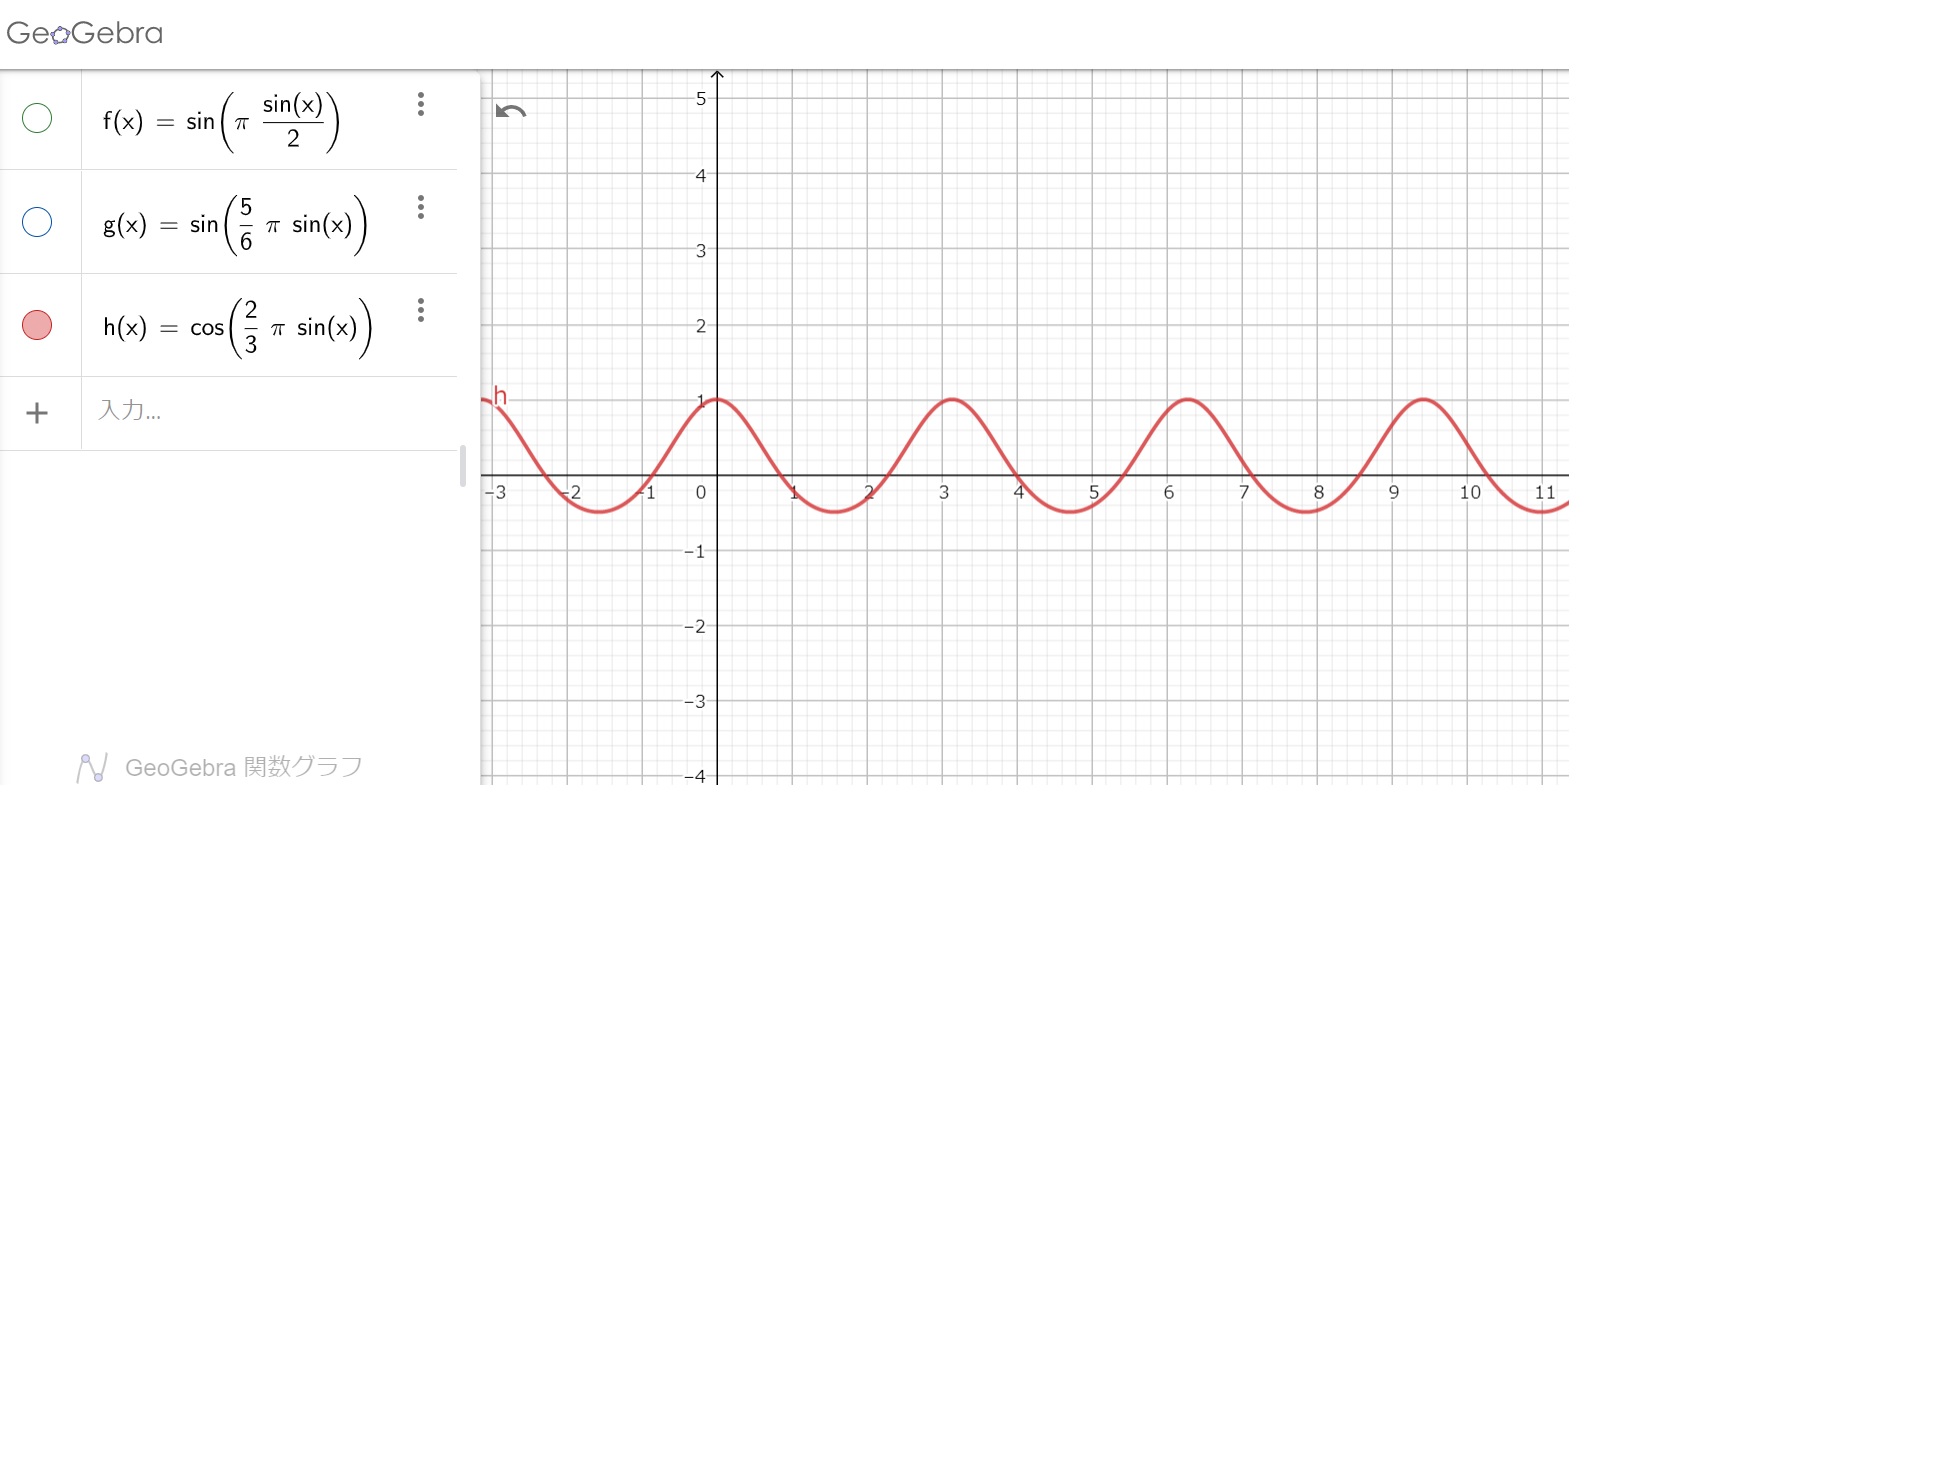 GeoGebra
f(x) = sin(π sin(x)/2)
g(x) = sin(5/6 π sin(x))
h(x) = cos(2/3 π sin(x))
入力...
GeoGebra 関数グラフ
h
5
4
3
2
1
−3 −2 −1 0 1 2 3 4 5 6 7 8 9 10 11
−1
−2
−3
−4